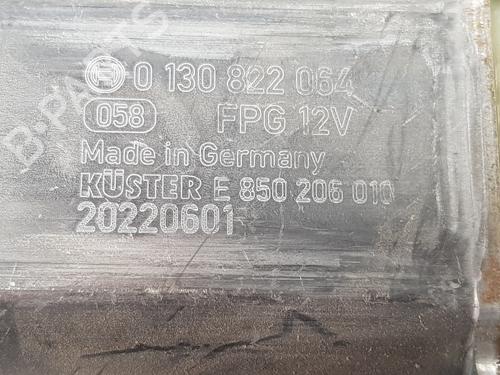 0 130 822 064
058 FPG 12V
Made in Germany
KÜSTER E 850 206 010
20220601
B-PARTS